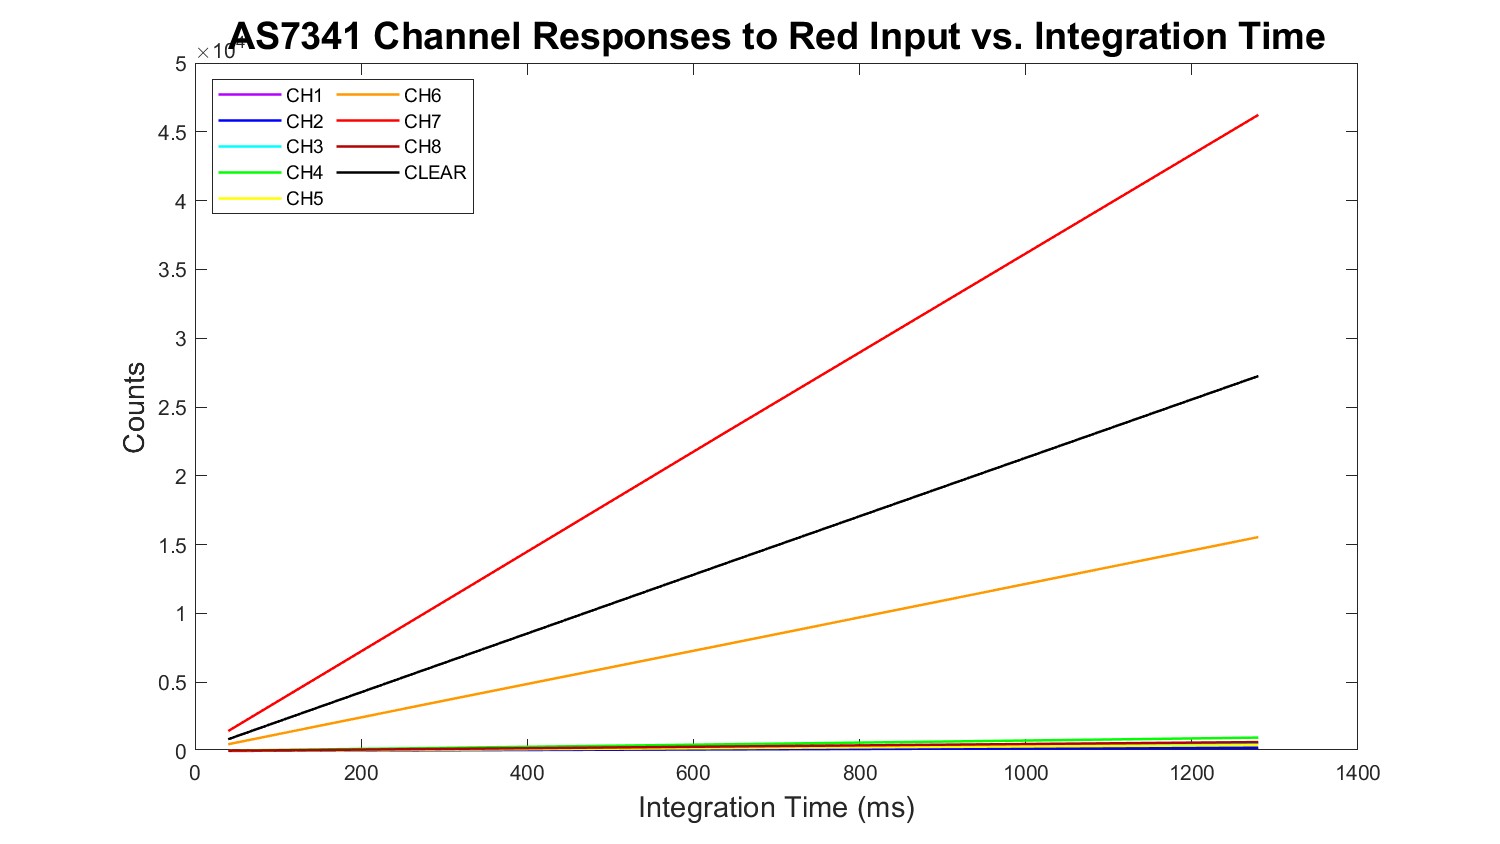 AS7341 Channel Responses to Red Input vs. Integration Time
×10
5
4.5
4
3.5
3
2.5
2
1.5
1
0.5
0
Counts
CH1
CH2
CH3
CH4
CH5
CH6
CH7
CH8
CLEAR
0 200 400 600 800 1000 1200 1400
Integration Time (ms)